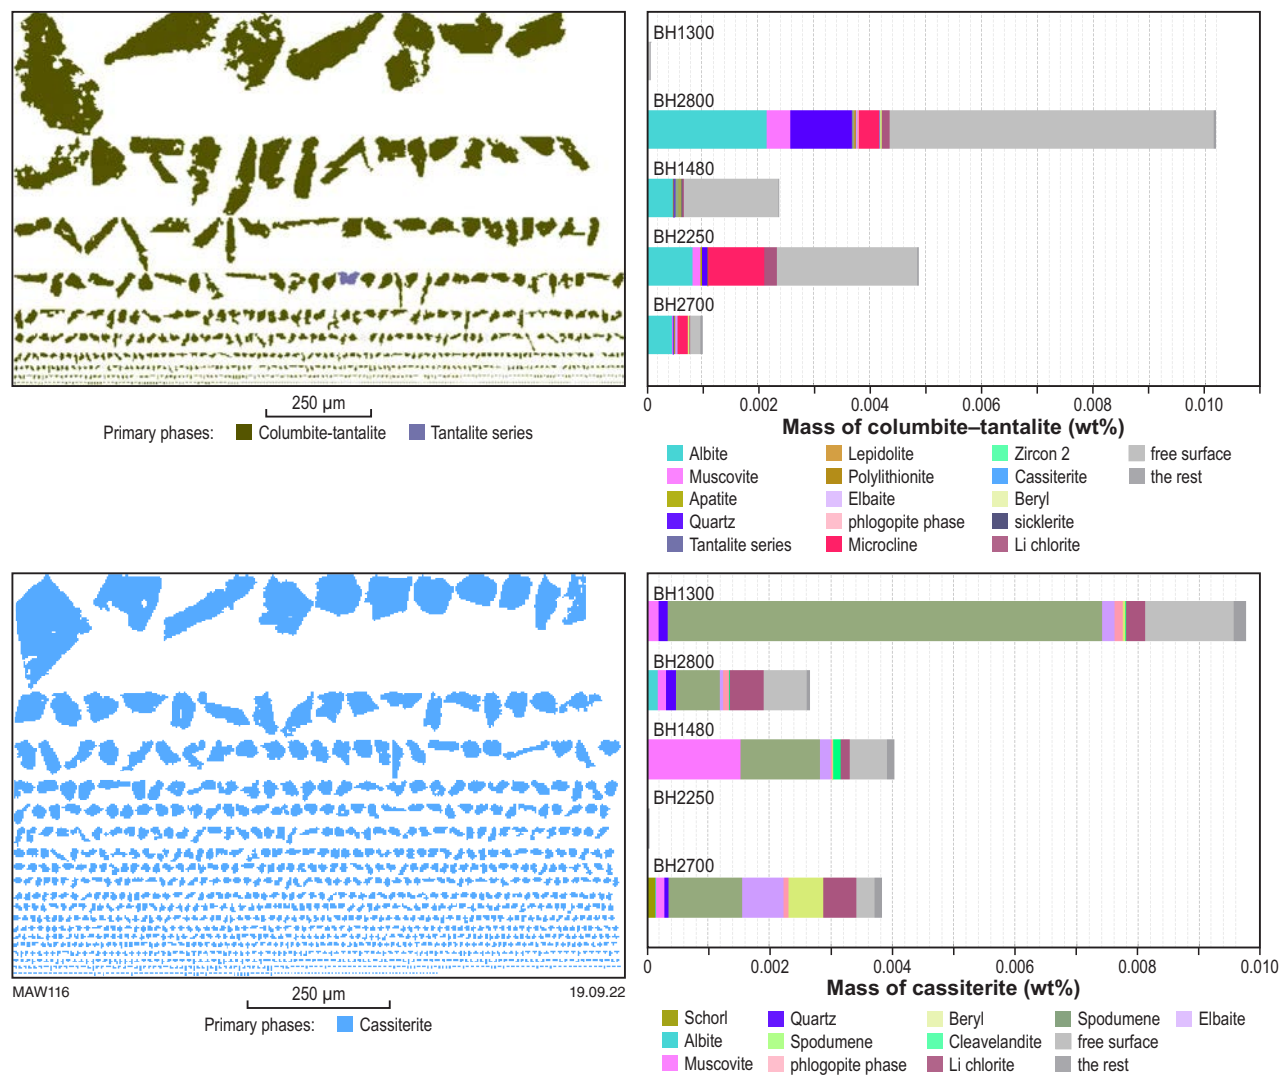 BH1300
BH2800
BH1480
BH2250
BH2700
0 0.002 0.004 0.006 0.008 0.010
Mass of columbite–tantalite (wt%)
250 µm
Primary phases: Columbite-tantalite Tantalite series
Albite Lepidolite Zircon 2 free surface
Muscovite Polylithionite Cassiterite the rest
Apatite Elbaite Beryl
Quartz phlogopite phase sicklerite
Tantalite series Microcline Li chlorite
BH1300
BH2800
BH1480
BH2250
BH2700
0 0.002 0.004 0.006 0.008 0.010
Mass of cassiterite (wt%)
MAW116 250 µm 19.09.22
Primary phases: Cassiterite
Schorl Quartz Beryl Spodumene Elbaite
Albite Spodumene Cleavelandite free surface
Muscovite phlogopite phase Li chlorite the rest